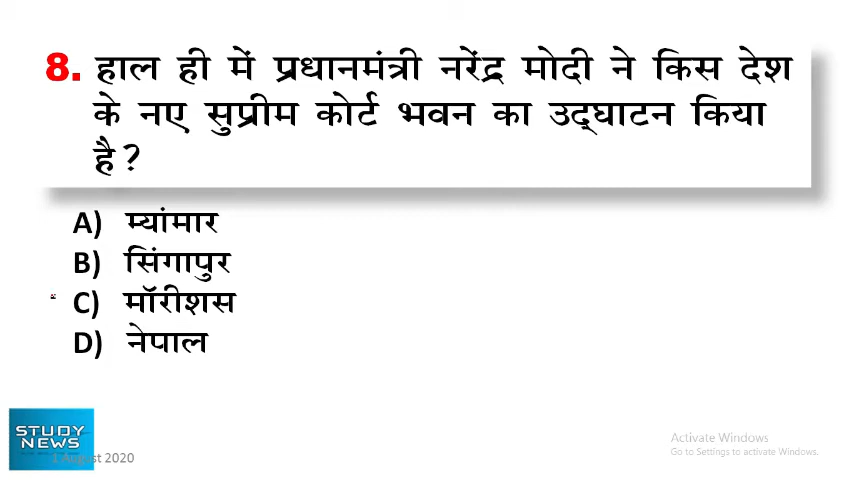 8. हाल ही में प्रधानमंत्री नरेंद्र मोदी ने किस देश
के नए सुप्रीम कोर्ट भवन का उद्घाटन किया
है?
A) म्यांमार
B) सिंगापुर
C) मॉरीशस
D) नेपाल
STUDY
NEWS
1 August 2020
Activate Windows
Go to Settings to activate Windows.